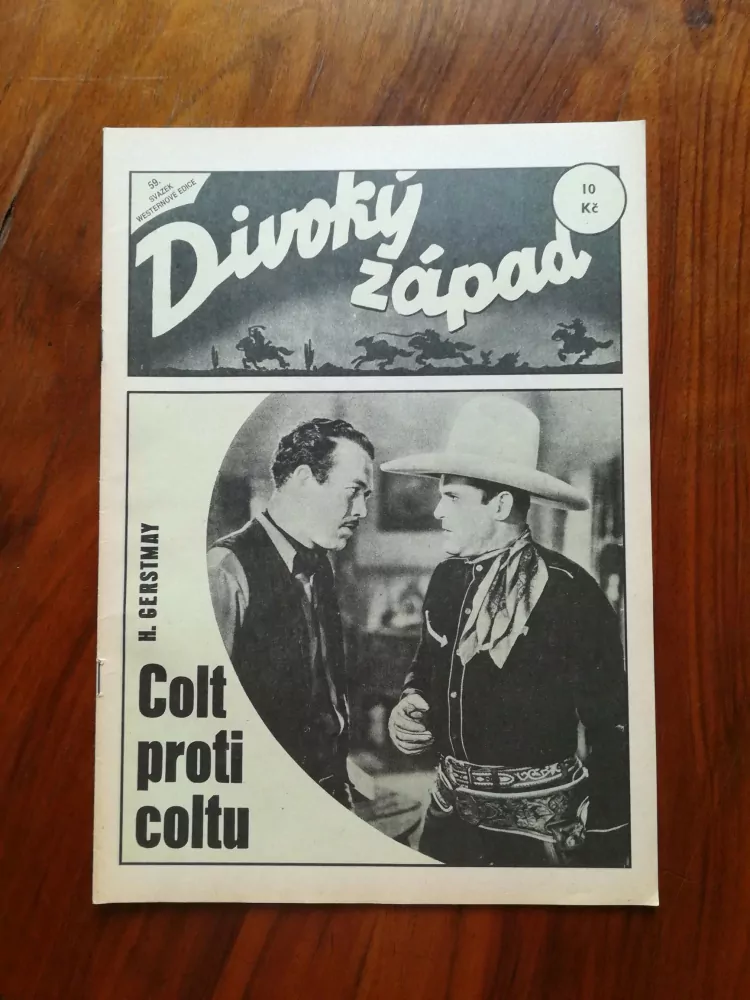 59.
SVAZEK
WESTERNOVÉ EDICE
Divoký
západ
10
Kč
H. GERSTMAY
Colt
proti
coltu